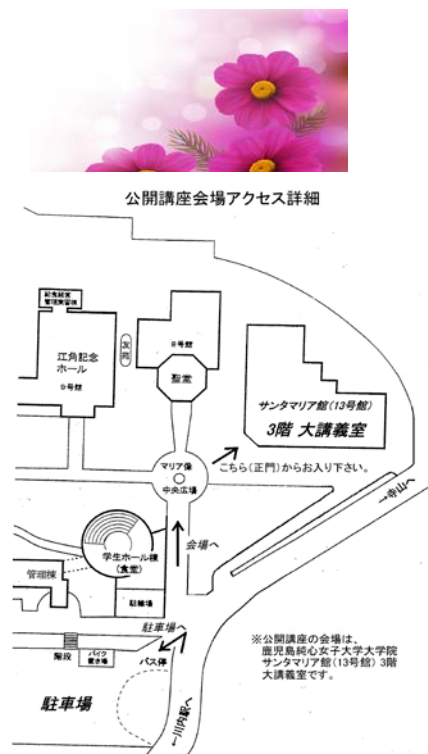 公開講座会場アクセス詳細
江角記念
ホール
9号館
友苑
8号館
聖堂
サンタマリア館(13号館)
3階 大講義室
こちら(正門)からお入り下さい。
マリア像
中央広場
←寺山へ
会場へ
学生ホール棟
(食堂)
管理棟
駐輪場
駐車場へ
階段
バイク
置き場
バス停
駐車場
←川内駅へ
※公開講座の会場は、
鹿児島純心女子大学大学院
サンタマリア館(13号館) 3階
大講義室です。